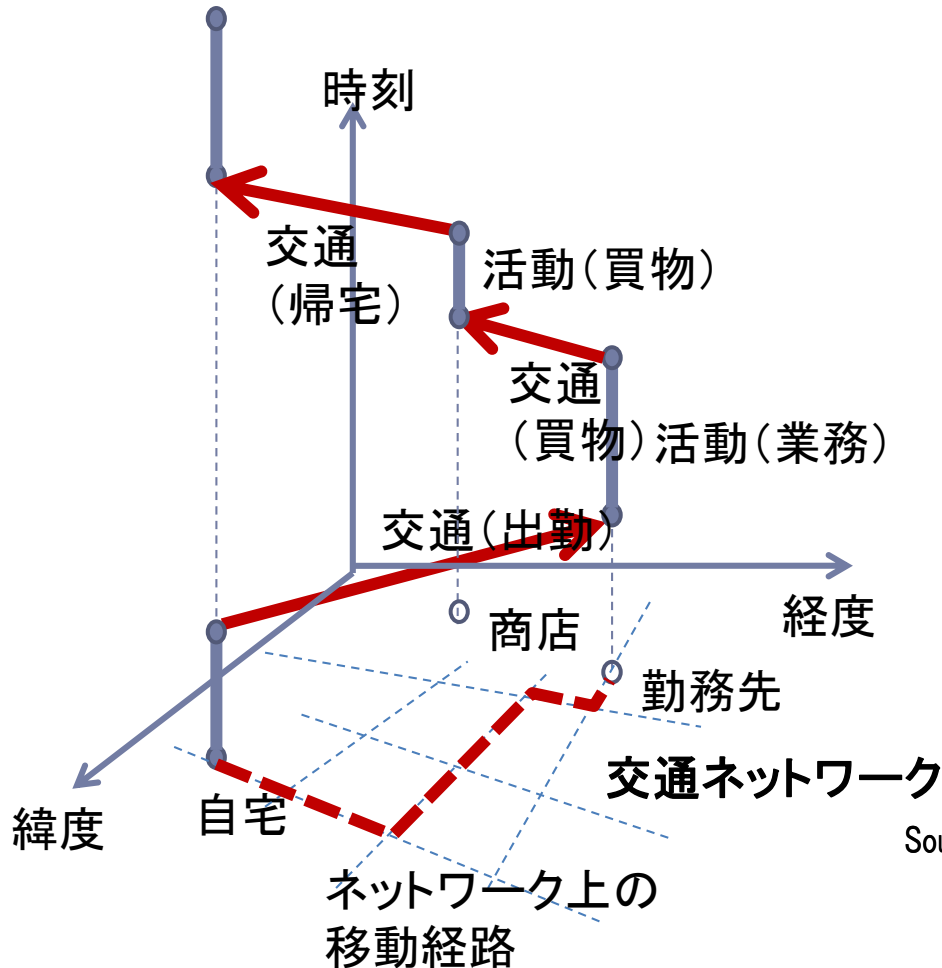 時刻
交通
（帰宅）
活動（買物）
交通
（買物）
活動（業務）
交通（出勤）
経度
商店
勤務先
交通ネットワーク
緯度
自宅
Sou
ネットワーク上の
移動経路